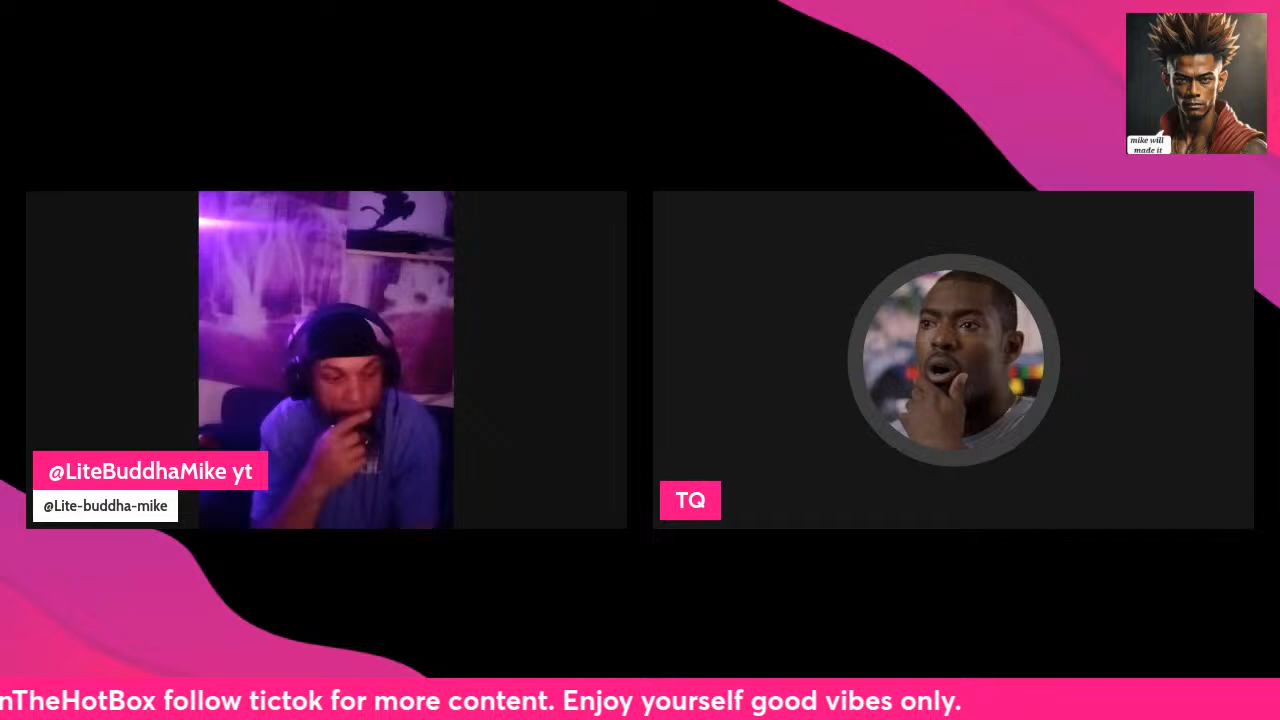 mike will
made it
@LiteBuddhaMike yt
@Lite-buddha-mike
TQ
nTheHotBox follow tictok for more content. Enjoy yourself good vibes only.